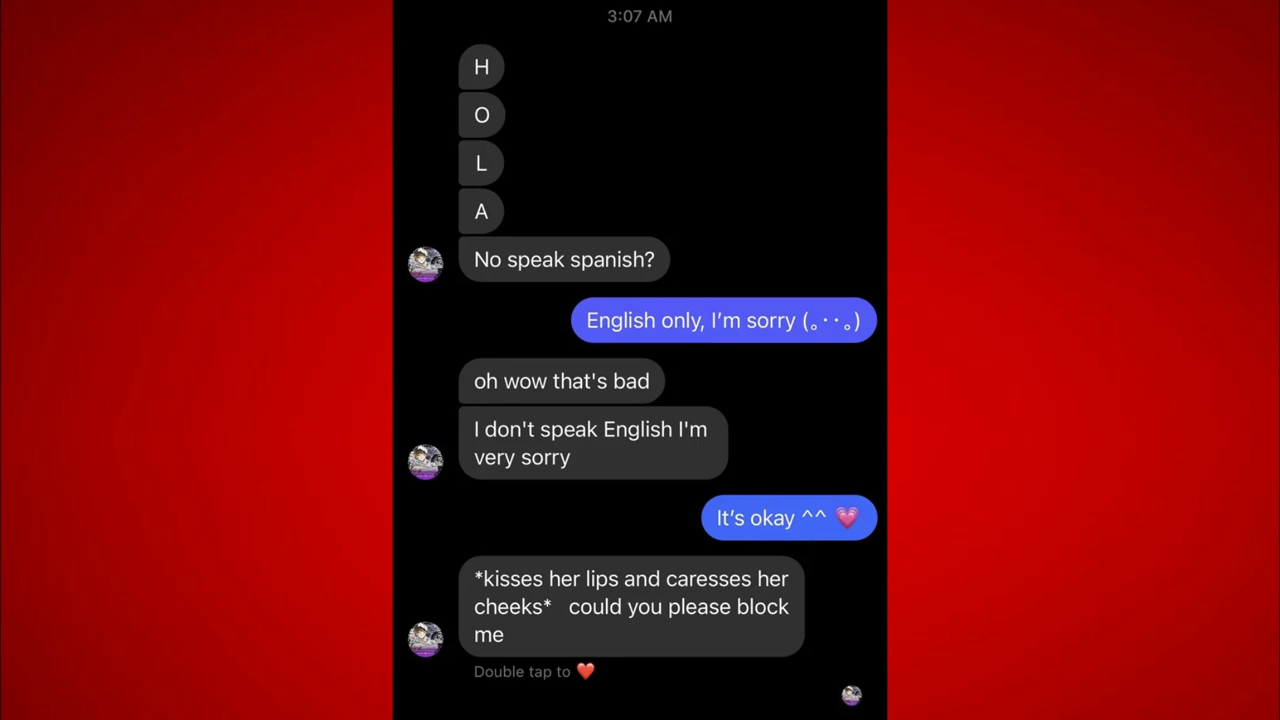 3:07 AM
H
O
L
A
No speak spanish?
English only, I’m sorry (｡･･｡)
oh wow that's bad
I don't speak English I'm
very sorry
It’s okay ^^ 💗
*kisses her lips and caresses her
cheeks*   could you please block
me
Double tap to ❤️